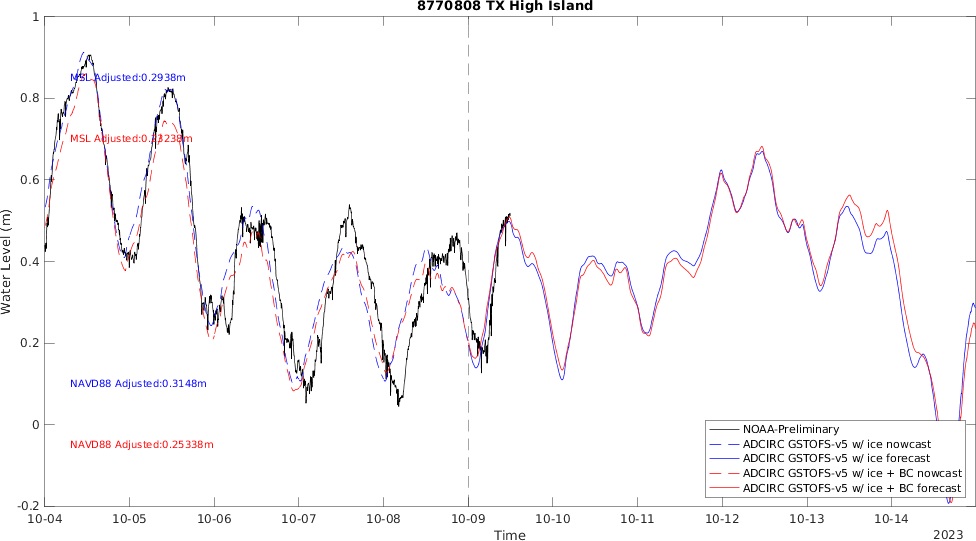 8770808 TX High Island
1
0.8
0.6
0.4
0.2
0
-0.2
Water Level (m)
MSL Adjusted:0.2938m
MSL Adjusted:0.23238m
NAVD88 Adjusted:0.3148m
NAVD88 Adjusted:0.25338m
NOAA-Preliminary
ADCIRC GSTOFS-v5 w/ ice nowcast
ADCIRC GSTOFS-v5 w/ ice forecast
ADCIRC GSTOFS-v5 w/ ice + BC nowcast
ADCIRC GSTOFS-v5 w/ ice + BC forecast
10-04 10-05 10-06 10-07 10-08 10-09 10-10 10-11 10-12 10-13 10-14
Time
2023